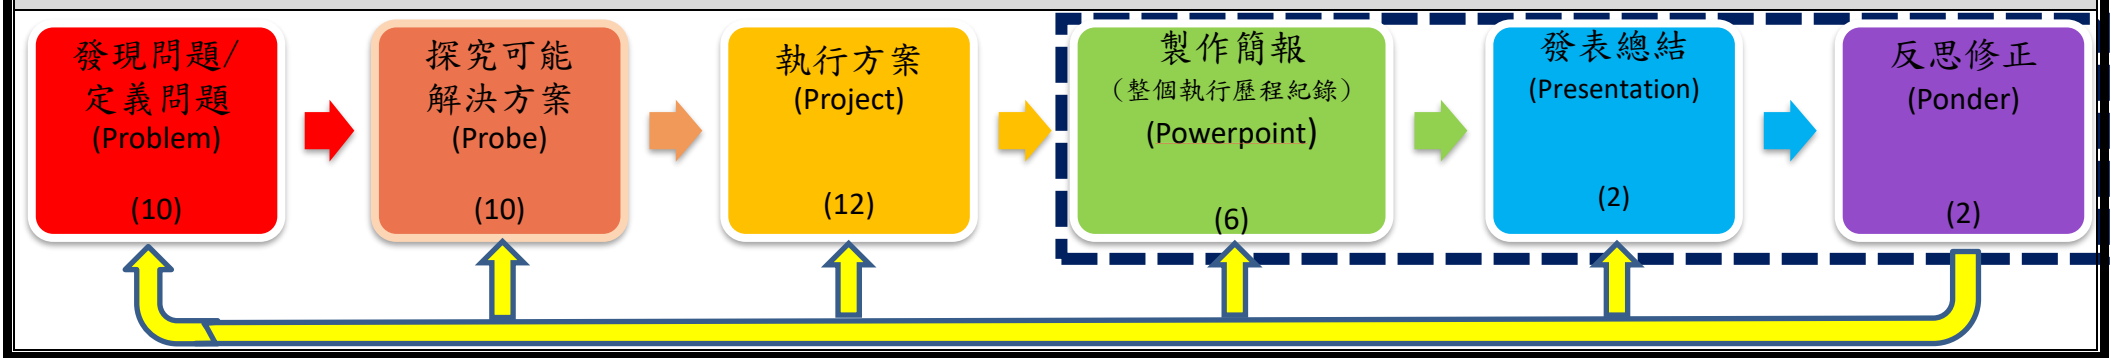 發現問題/
定義問題
(Problem)
(10)
探究可能
解決方案
(Probe)
(10)
執行方案
(Project)
(12)
製作簡報
（整個執行歷程紀錄）
(Powerpoint)
(6)
發表總結
(Presentation)
(2)
反思修正
(Ponder)
(2)